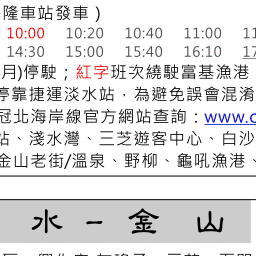 隆車站發車)
10:00 10:20 10:40 11:00
14:30 15:00 15:40 16:10
月)停駛；紅字班次繞駛富基漁港
停靠捷運淡水站，為避免誤會混淆
冠北海岸線官方網站查詢：www.c
站、淺水灣、三芝遊客中心、白沙
金山老街/溫泉、野柳、龜吼漁港、
水-金 山